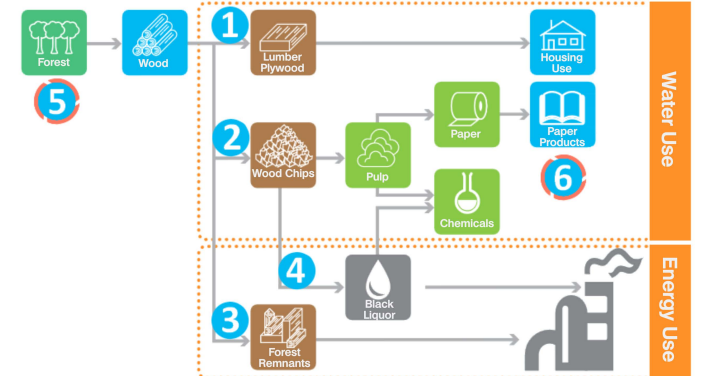 Forest
Wood
1
Lumber
Plywood
Housing
Use
5
2
Wood Chips
Pulp
Paper
Paper
Products
6
Chemicals
Water Use
4
Black
Liquor
3
Forest
Remnants
Energy Use